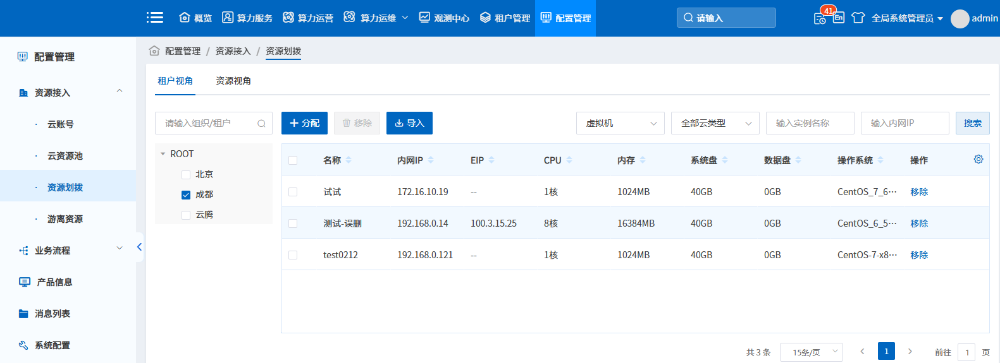 概览 算力服务 算力运营 算力运维 观测中心 租户管理 配置管理 请输入 41 En 全局系统管理员 admin
配置管理
资源接入
· 云账号
· 云资源池
· 资源划拨
· 游离资源
业务流程
产品信息
消息列表
系统配置
配置管理 / 资源接入 / 资源划拨
租户视角 资源视角
请输入组织/租户 分配 移除 导入 虚拟机 全部云类型 输入实例名称 输入内网IP 搜索
ROOT
北京
成都
云腾
名称 内网IP EIP CPU 内存 系统盘 数据盘 操作系统 操作
试试 172.16.10.19 -- 1核 1024MB 40GB 0GB CentOS_7_6··· 移除
测试-误删 192.168.0.14 100.3.15.25 8核 16384MB 40GB 0GB CentOS_6_5··· 移除
test0212 192.168.0.121 -- 1核 1024MB 40GB 0GB CentOS-7-x8··· 移除
共 3 条 15条/页 1 前往 1 页